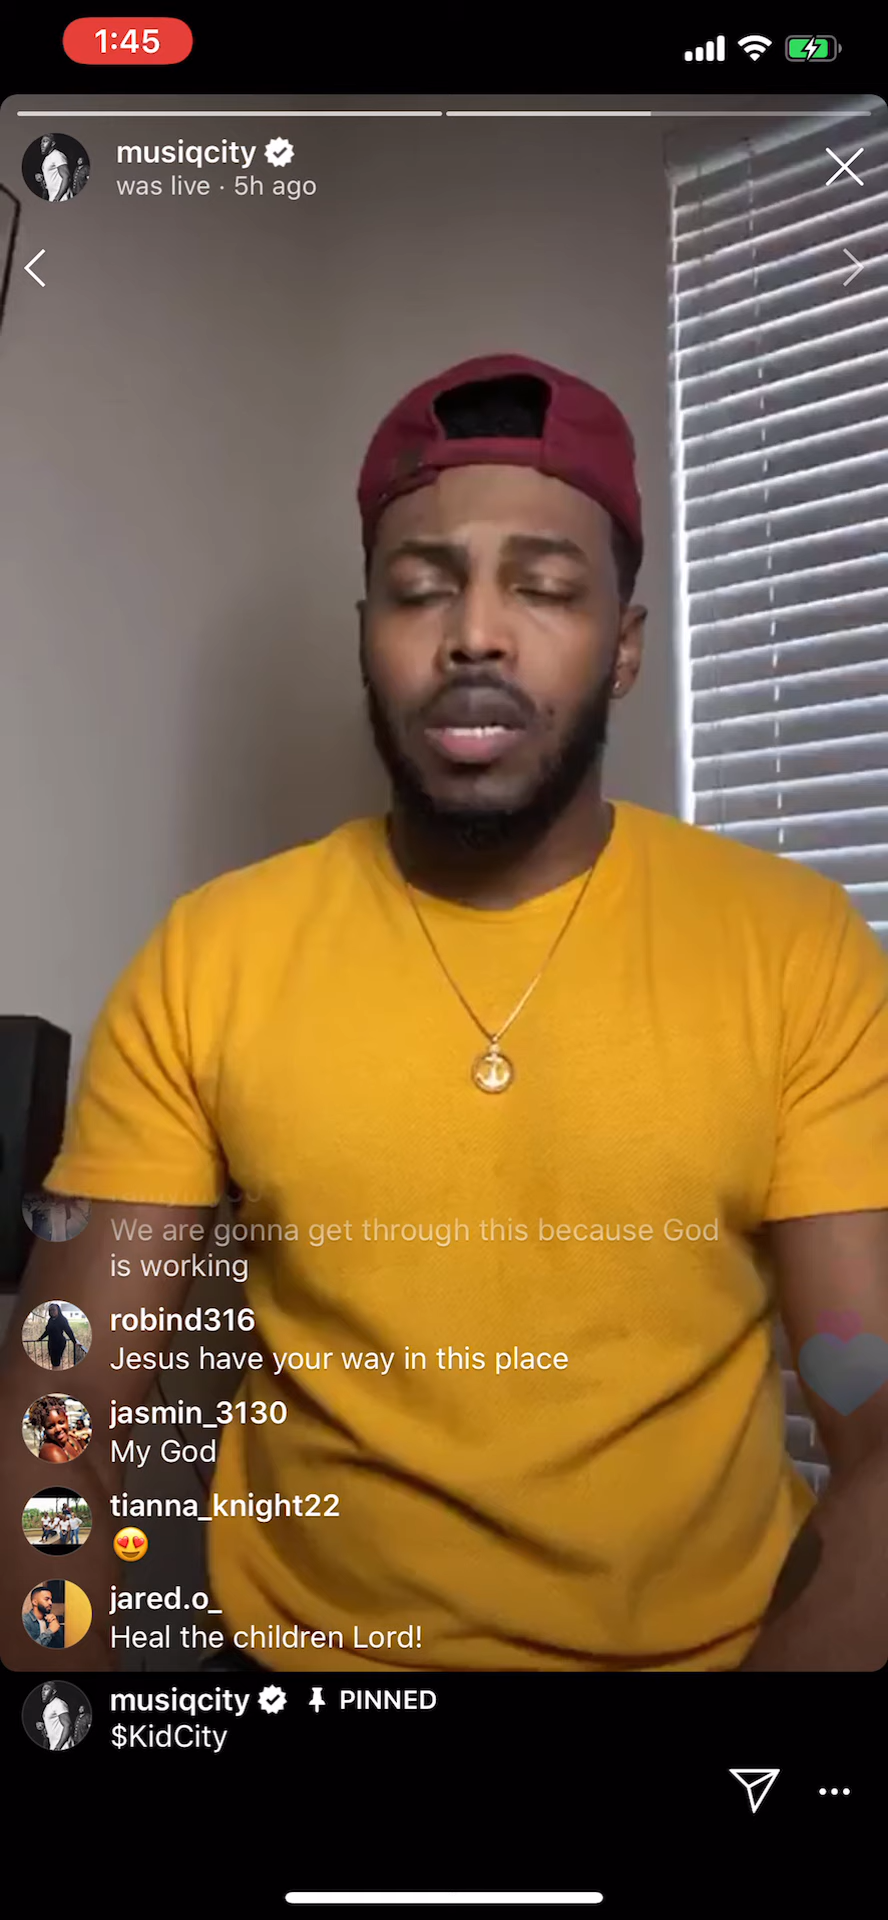 1:45
musiqcity
was live · 5h ago
We are gonna get through this because God
is working
robind316
Jesus have your way in this place
jasmin_3130
My God
tianna_knight22
😍
jared.o_
Heal the children Lord!
musiqcity PINNED
$KidCity